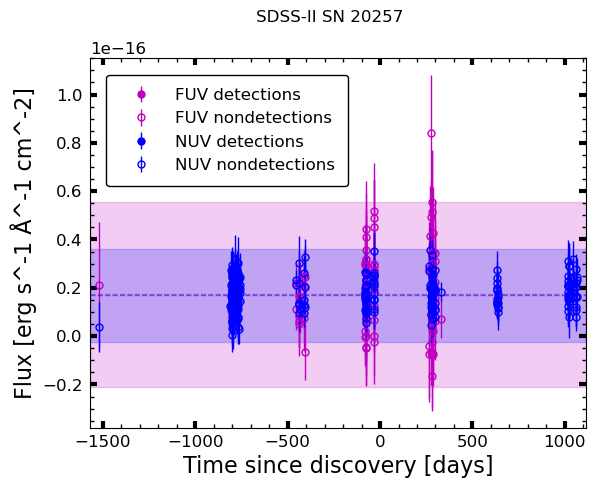 SDSS-II SN 20257
1e−16
FUV detections
FUV nondetections
NUV detections
NUV nondetections
1.0
0.8
0.6
0.4
0.2
0.0
−0.2
Flux [erg s^-1 Å^-1 cm^-2]
−1500 −1000 −500 0 500 1000
Time since discovery [days]